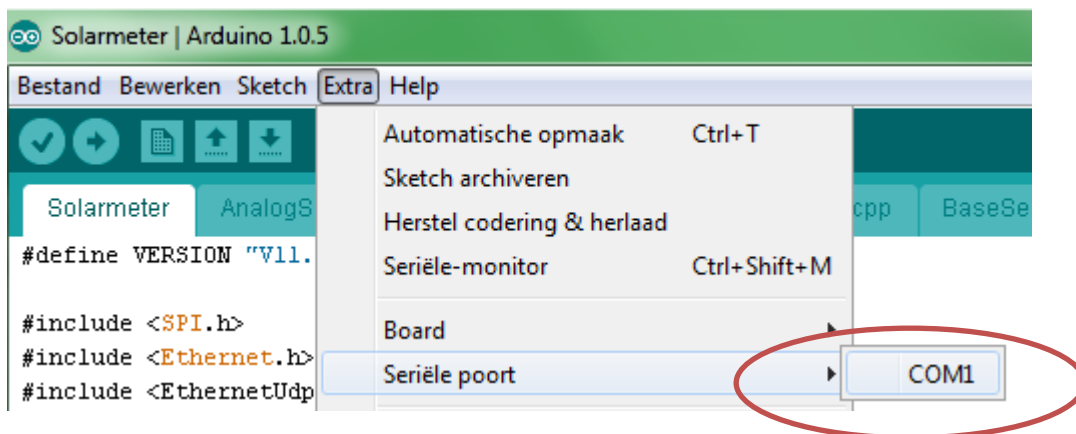 Solarmeter | Arduino 1.0.5
Bestand Bewerken Sketch Extra Help
Automatische opmaak Ctrl+T
Sketch archiveren
Solarmeter AnalogS cpp BaseSe
Herstel codering & herlaad
#define VERSION "V11.
Seriële-monitor Ctrl+Shift+M
#include <SPI.h>
Board
#include <Ethernet.h>
Seriële poort COM1
#include <EthernetUdp